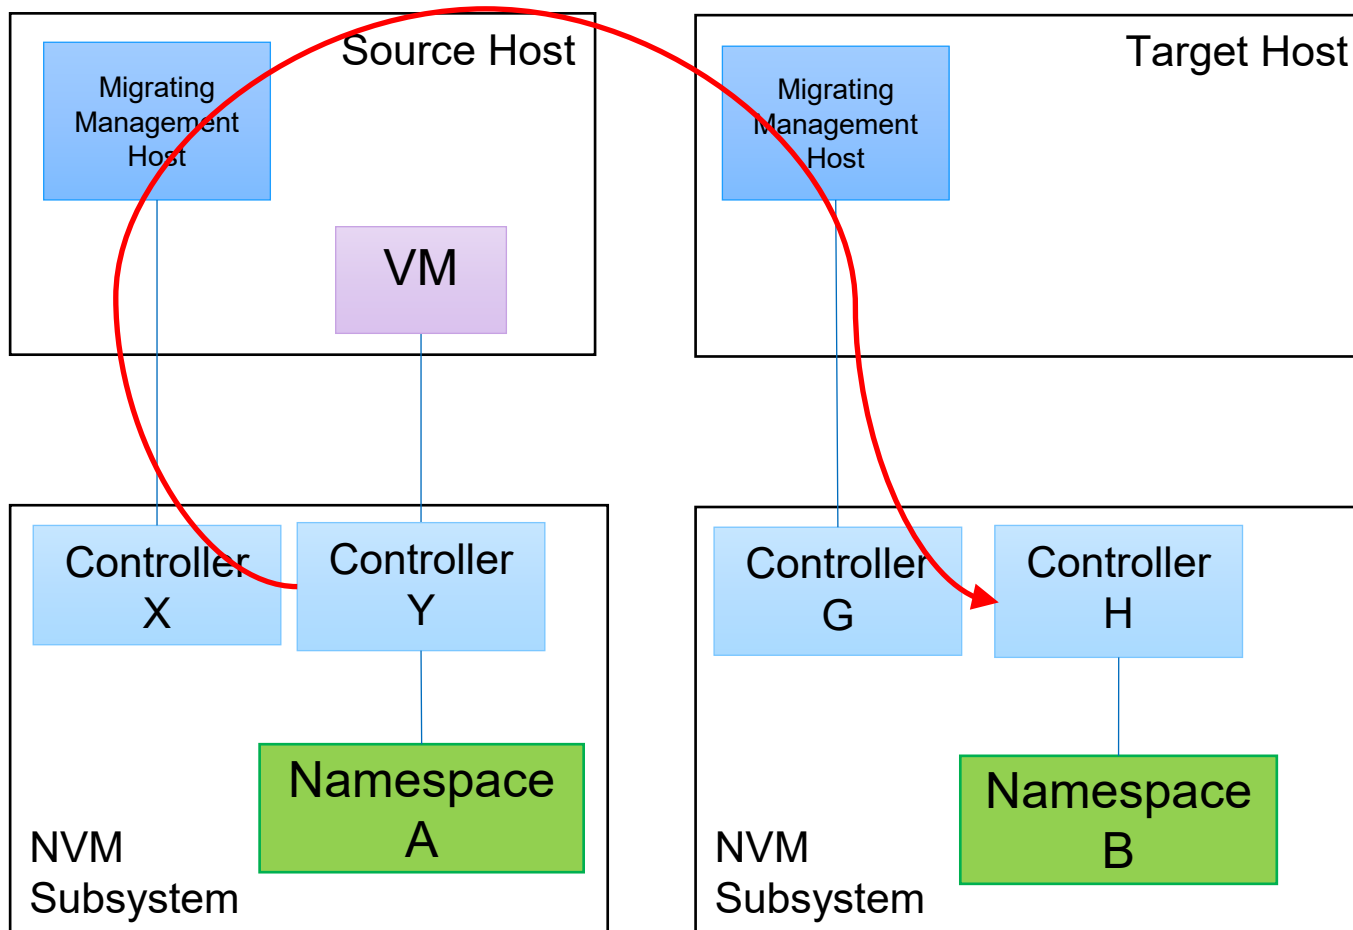 Source Host
Migrating
Management
Host
VM
Target Host
Migrating
Management
Host
Controller
X
Controller
Y
Namespace
A
NVM
Subsystem
Controller
G
Controller
H
Namespace
B
NVM
Subsystem